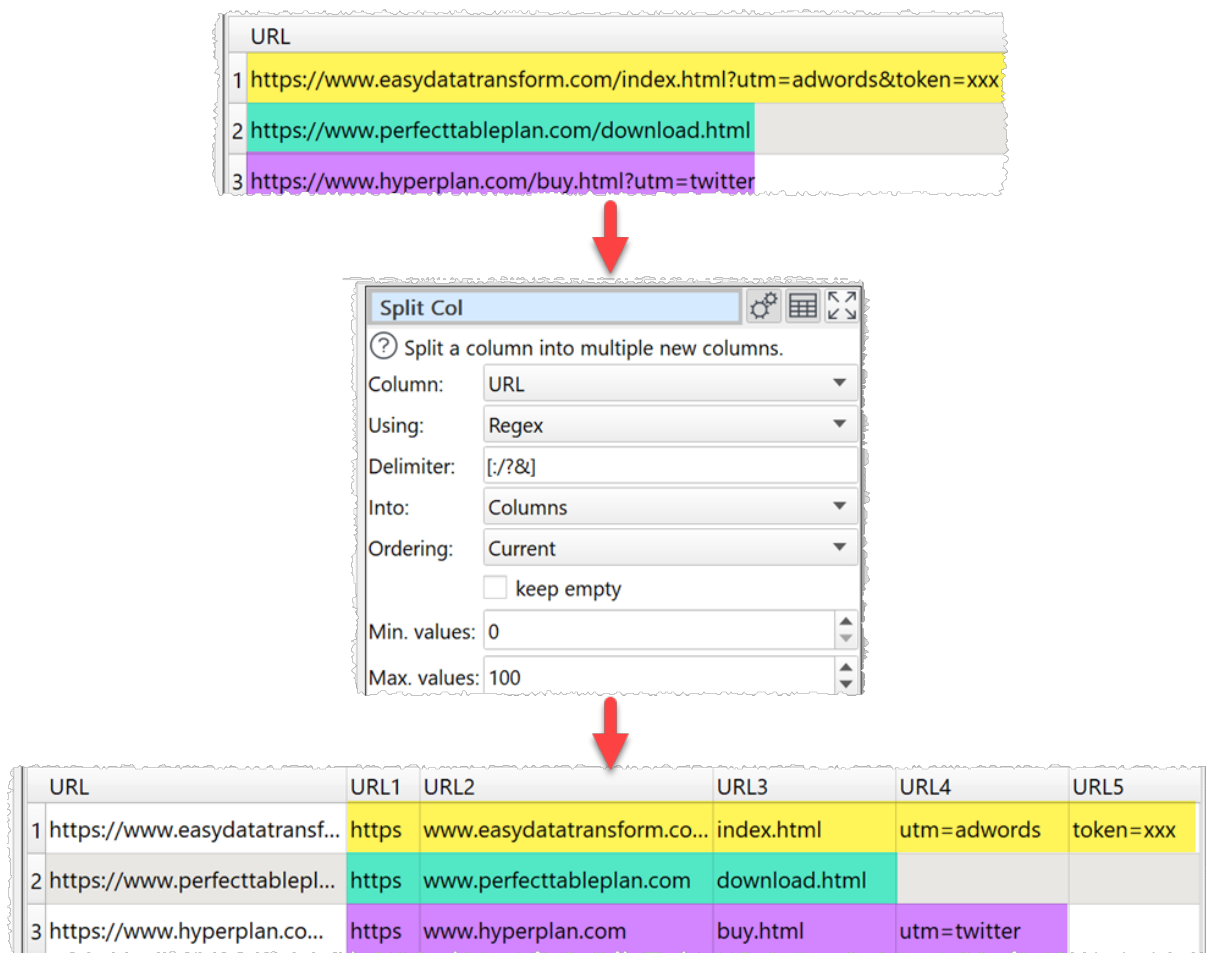 URL
1 https://www.easydatatransform.com/index.html?utm=adwords&token=xxx
2 https://www.perfecttableplan.com/download.html
3 https://www.hyperplan.com/buy.html?utm=twitter
Split Col
? Split a column into multiple new columns.
Column: URL
Using: Regex
Delimiter: [:/?&]
Into: Columns
Ordering: Current
keep empty
Min. values: 0
Max. values: 100
URL URL1 URL2 URL3 URL4 URL5
1 https://www.easydatatransf... https www.easydatatransform.co... index.html utm=adwords token=xxx
2 https://www.perfecttablepl... https www.perfecttableplan.com download.html
3 https://www.hyperplan.co... https www.hyperplan.com buy.html utm=twitter